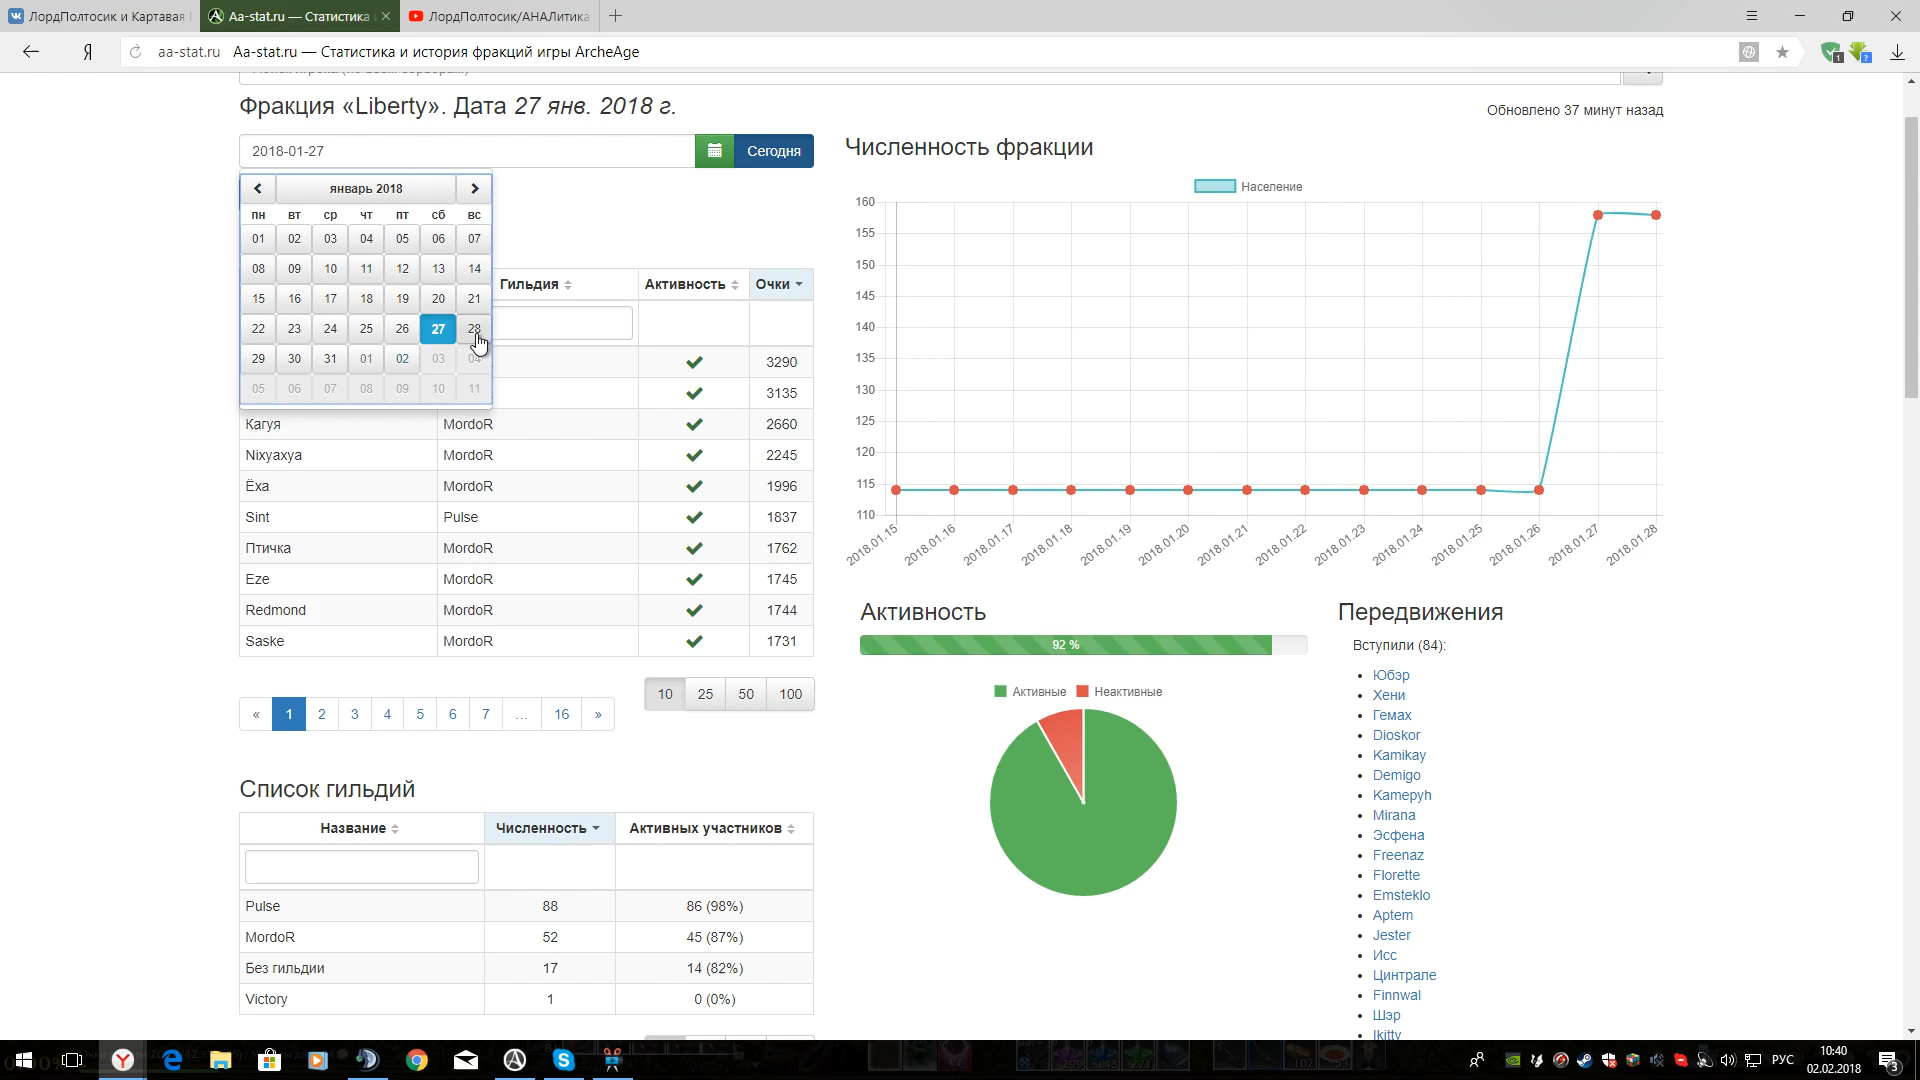 ЛордПолтосик и Картавая
Aa-stat.ru — Статистика
ЛордПолтосик/АНАЛитика
aa-stat.ru Aa-stat.ru — Статистика и история фракций игры ArcheAge
Фракция «Liberty». Дата 27 янв. 2018 г.
Обновлено 37 минут назад
2018-01-27
Сегодня
январь 2018
пн вт ср чт пт сб вс
01 02 03 04 05 06 07
08 09 10 11 12 13 14
15 16 17 18 19 20 21
22 23 24 25 26 27 28
29 30 31 01 02 03 04
05 06 07 08 09 10 11
Гильдия Активность Очки
3290
3135
Кагуя MordoR 2660
Nixyaxya MordoR 2245
Ёха MordoR 1996
Sint Pulse 1837
Птичка MordoR 1762
Eze MordoR 1745
Redmond MordoR 1744
Saske MordoR 1731
« 1 2 3 4 5 6 7 … 16 »
10 25 50 100
Список гильдий
Название Численность Активных участников
Pulse 88 86 (98%)
MordoR 52 45 (87%)
Без гильдии 17 14 (82%)
Victory 1 0 (0%)
Численность фракции
Население
160
155
150
145
140
135
130
125
120
115
110
2018.01.15 2018.01.16 2018.01.17 2018.01.18 2018.01.19 2018.01.20 2018.01.21 2018.01.22 2018.01.23 2018.01.24 2018.01.25 2018.01.26 2018.01.27 2018.01.28
Активность
92 %
Активные Неактивные
Передвижения
Вступили (84):
Юбэр
Хени
Гемах
Dioskor
Kamikay
Demigo
Kamepyh
Mirana
Эсфена
Freenaz
Florette
Emsteklo
Aptem
Jester
Исс
Цинтрале
Finnwal
Шэр
Ikitty
РУС
10:40
02.02.2018
3